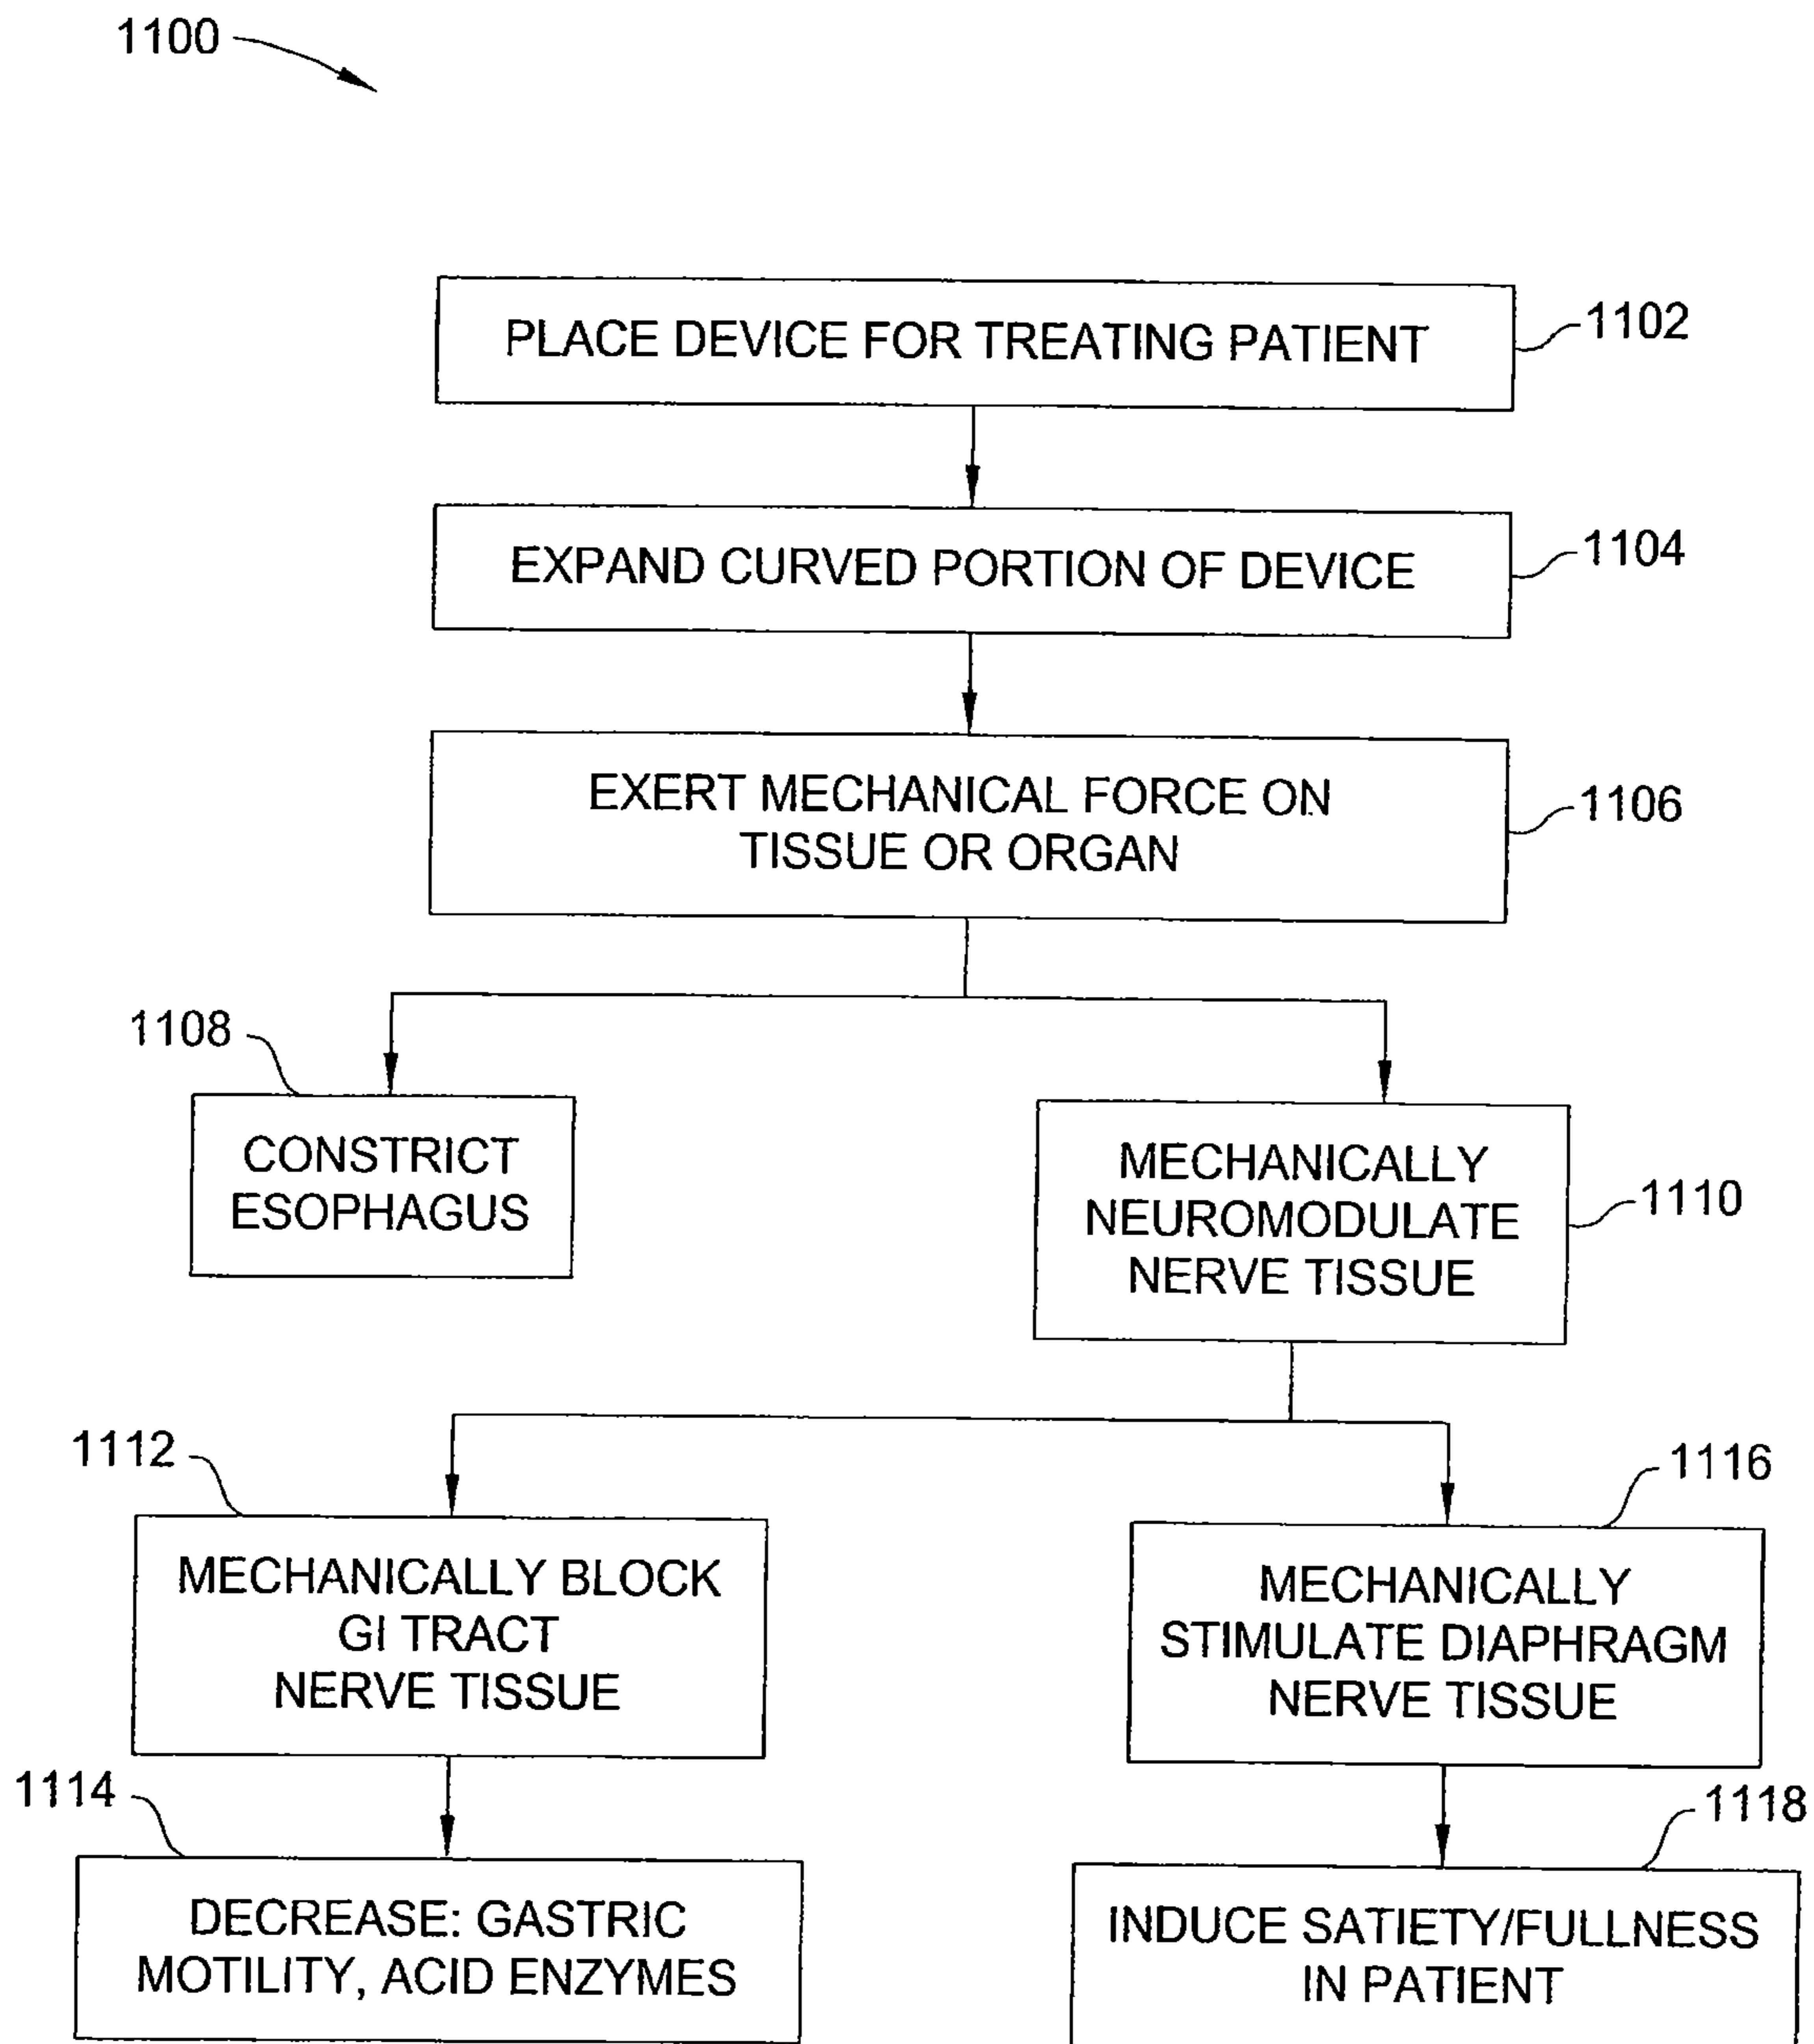 1100
PLACE DEVICE FOR TREATING PATIENT
1102
EXPAND CURVED PORTION OF DEVICE
1104
EXERT MECHANICAL FORCE ON
TISSUE OR ORGAN
1106
1108
CONSTRICT
ESOPHAGUS
MECHANICALLY
NEUROMODULATE
NERVE TISSUE
1110
1112
MECHANICALLY BLOCK
GI TRACT
NERVE TISSUE
1116
MECHANICALLY
STIMULATE DIAPHRAGM
NERVE TISSUE
1114
DECREASE: GASTRIC
MOTILITY, ACID ENZYMES
1118
INDUCE SATIETY/FULLNESS
IN PATIENT